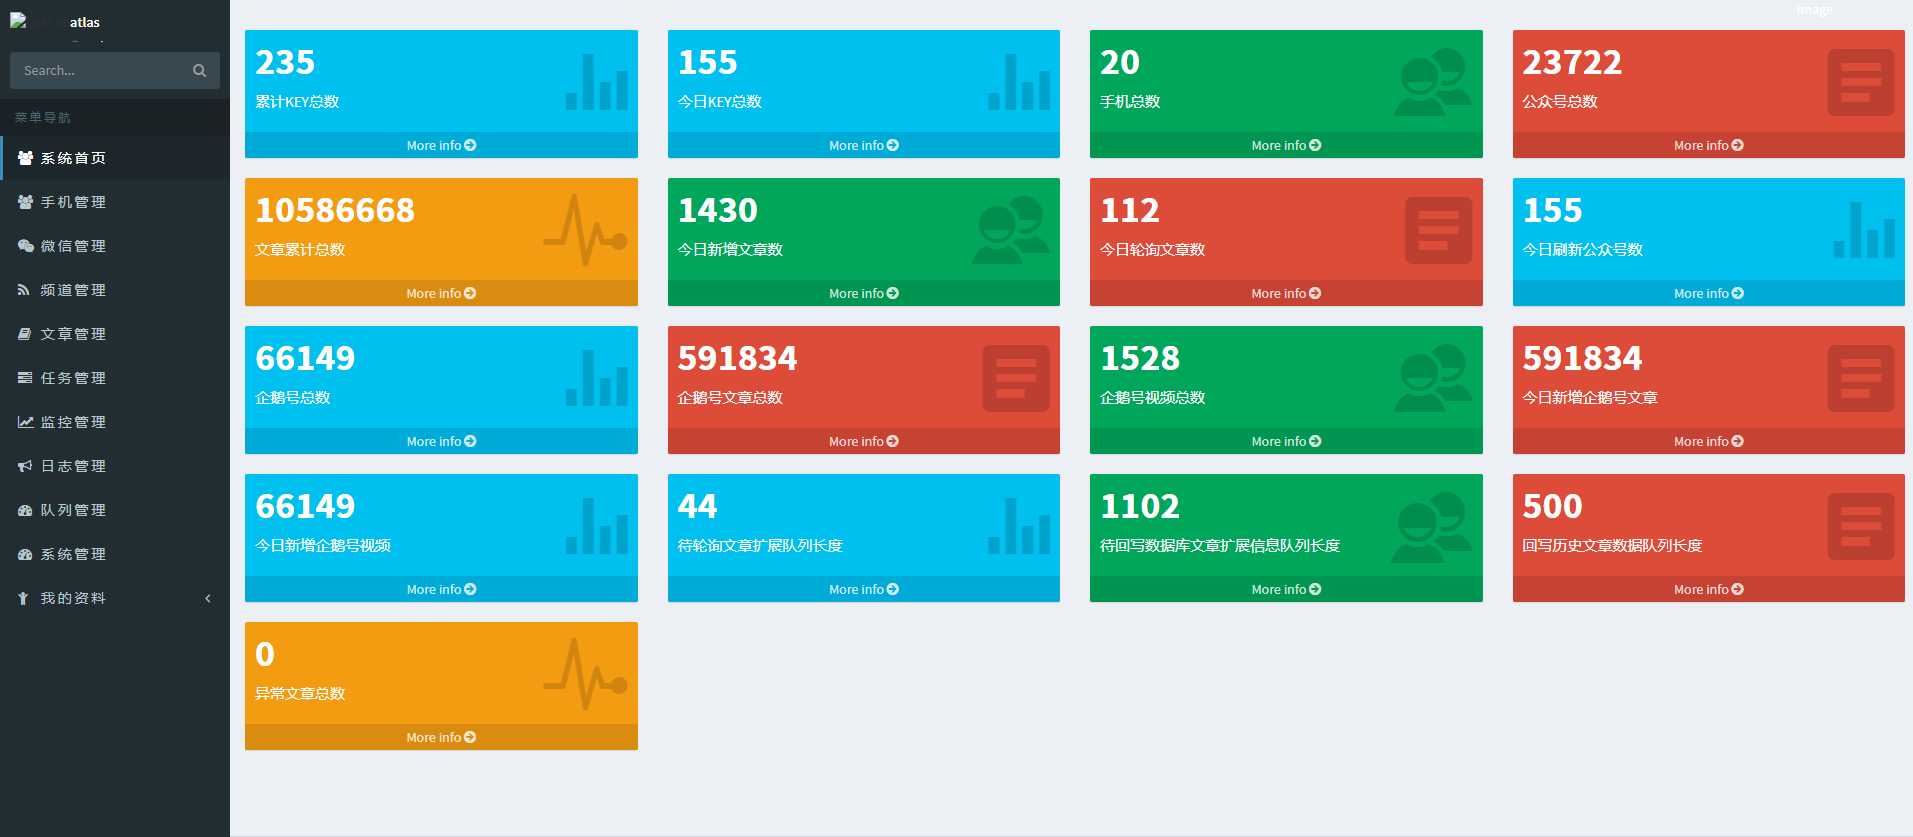 atlas
Search...
菜单导航
系统首页
手机管理
微信管理
频道管理
文章管理
任务管理
监控管理
日志管理
队列管理
系统管理
我的资料
Image
235
累计KEY总数
More info
155
今日KEY总数
More info
20
手机总数
More info
23722
公众号总数
More info
10586668
文章累计总数
More info
1430
今日新增文章数
More info
112
今日轮询文章数
More info
155
今日刷新公众号数
More info
66149
企鹅号总数
More info
591834
企鹅号文章总数
More info
1528
企鹅号视频总数
More info
591834
今日新增企鹅号文章
More info
66149
今日新增企鹅号视频
More info
44
待轮询文章扩展队列长度
More info
1102
待回写数据库文章扩展信息队列长度
More info
500
回写历史文章数据队列长度
More info
0
异常文章总数
More info